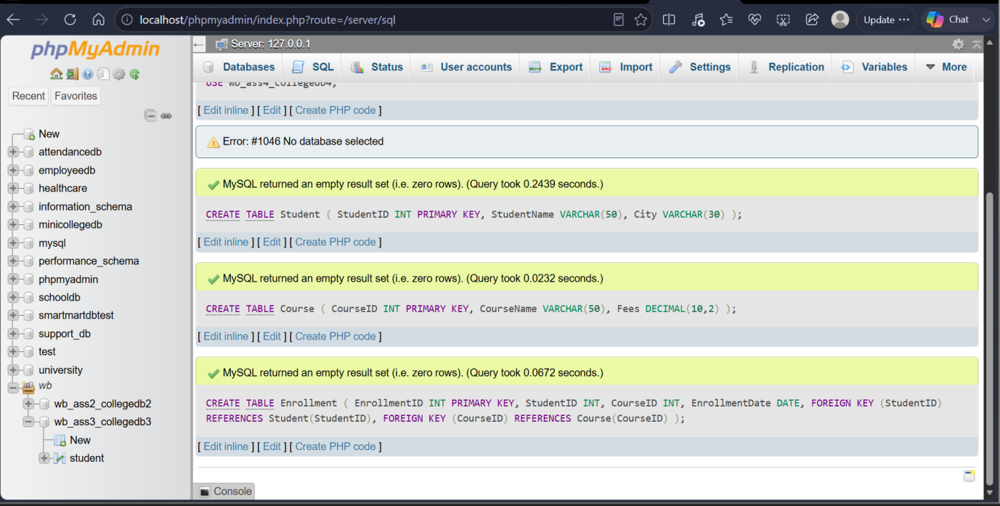 localhost/phpmyadmin/index.php?route=/server/sql
Update
Chat
phpMyAdmin
Recent
Favorites
New
attendancedb
employeedb
healthcare
information_schema
minicollegedb
mysql
performance_schema
phpmyadmin
schooldb
smartmartdbtest
support_db
test
university
wb
wb_ass2_collegedb2
wb_ass3_collegedb3
New
student
Server: 127.0.0.1
Databases
SQL
Status
User accounts
Export
Import
Settings
Replication
Variables
More
USE wb_ass4_collegedb4;
[ Edit inline ] [ Edit ] [ Create PHP code ]
Error: #1046 No database selected
MySQL returned an empty result set (i.e. zero rows). (Query took 0.2439 seconds.)
CREATE TABLE Student ( StudentID INT PRIMARY KEY, StudentName VARCHAR(50), City VARCHAR(30) );
[ Edit inline ] [ Edit ] [ Create PHP code ]
MySQL returned an empty result set (i.e. zero rows). (Query took 0.0232 seconds.)
CREATE TABLE Course ( CourseID INT PRIMARY KEY, CourseName VARCHAR(50), Fees DECIMAL(10,2) );
[ Edit inline ] [ Edit ] [ Create PHP code ]
MySQL returned an empty result set (i.e. zero rows). (Query took 0.0672 seconds.)
CREATE TABLE Enrollment ( EnrollmentID INT PRIMARY KEY, StudentID INT, CourseID INT, EnrollmentDate DATE, FOREIGN KEY (StudentID)
REFERENCES Student(StudentID), FOREIGN KEY (CourseID) REFERENCES Course(CourseID) );
[ Edit inline ] [ Edit ] [ Create PHP code ]
Console